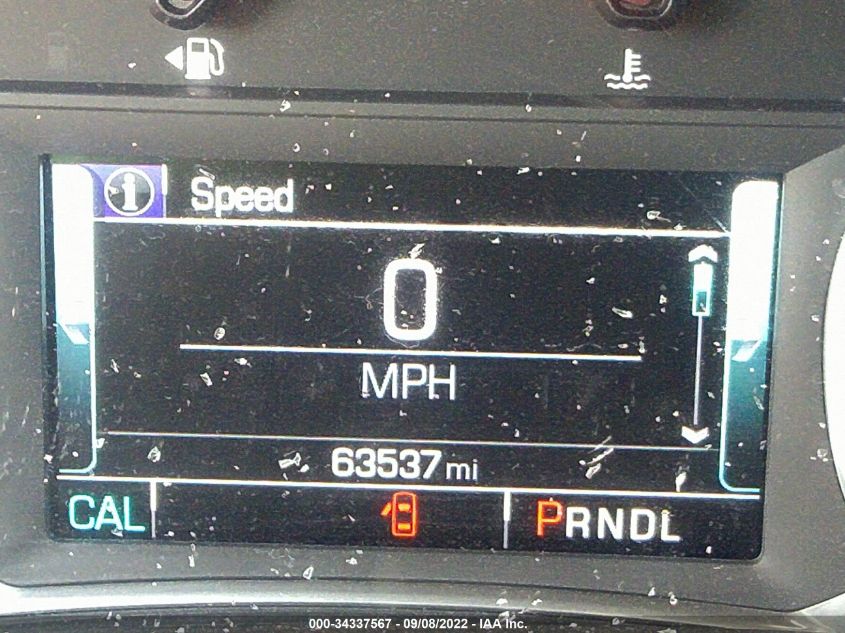 Speed
0
MPH
63537 mi
CAL
PRNDL
000-34337567 - 09/08/2022 - IAA Inc.